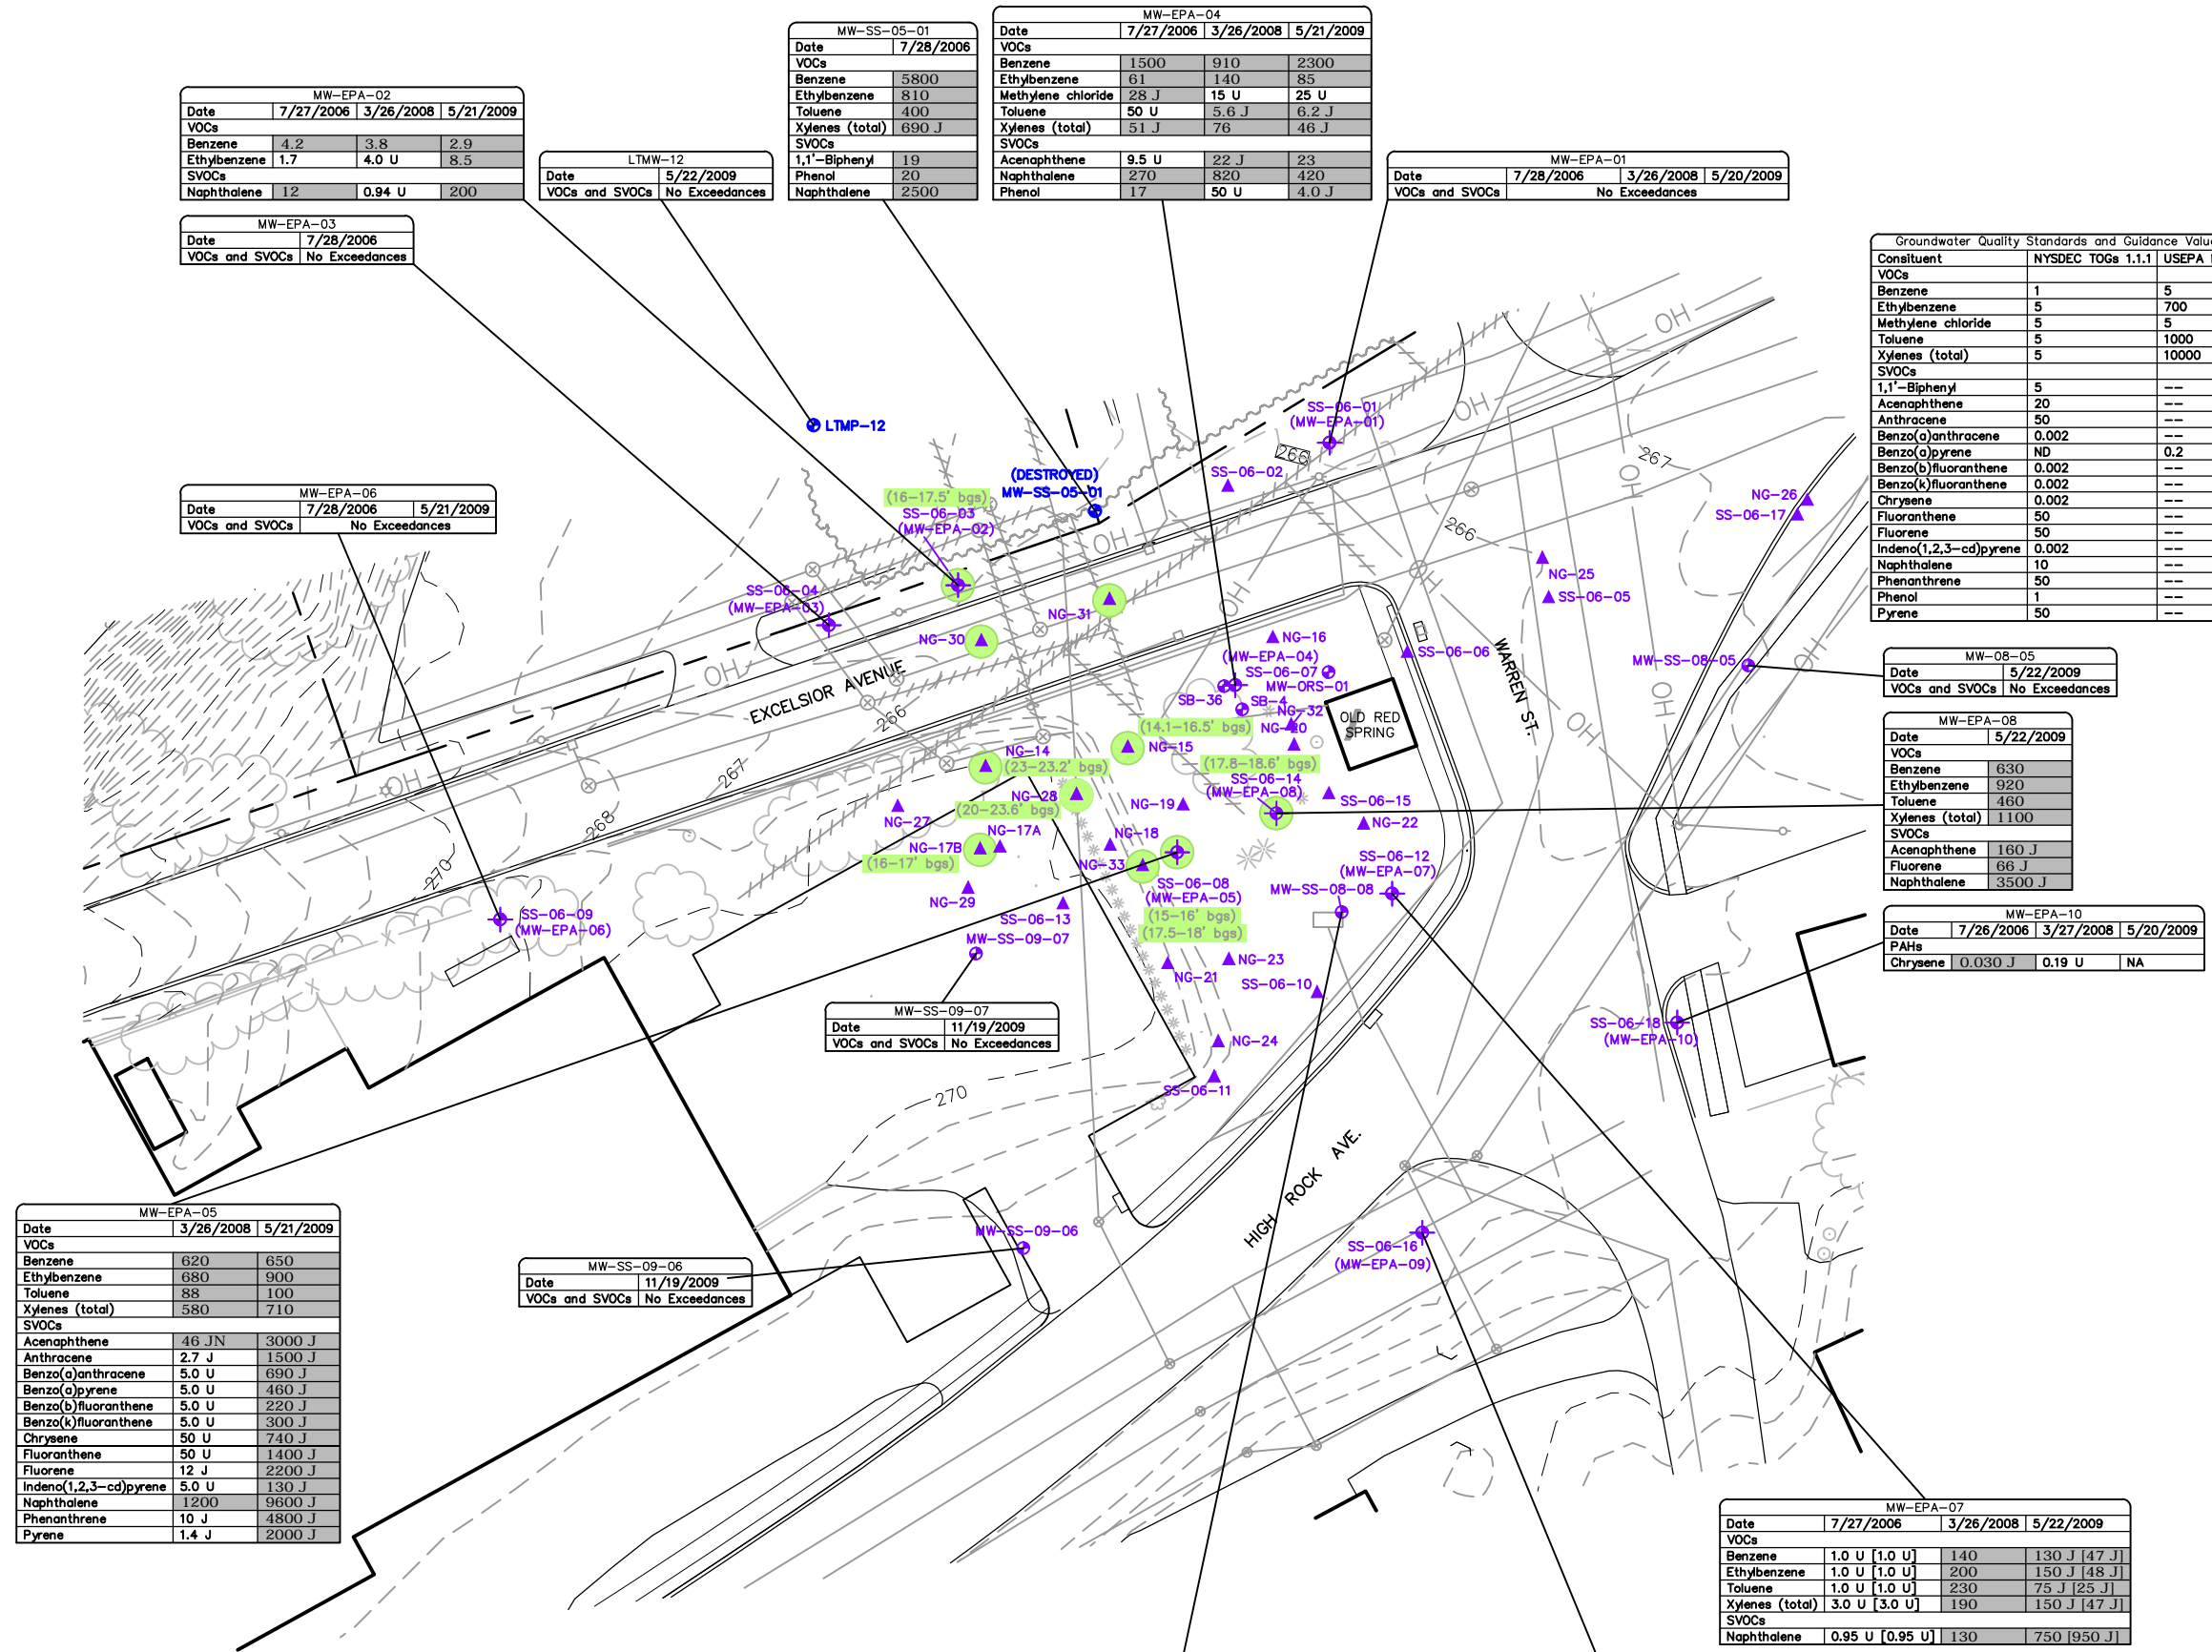 MW-EPA-04
Date 7/27/2006 3/26/2008 5/21/2009
VOCs
Benzene 1500 910 2300
Ethylbenzene 61 140 85
Methylene chloride 28 J 15 U 25 U
Toluene 50 U 5.6 J 6.2 J
Xylenes (total) 51 J 76 46 J
SVOCs
Acenaphthene 9.5 U 22 J 23
Naphthalene 270 820 420
Phenol 17 50 U 4.0 J
MW-SS-05-01
Date 7/28/2006
VOCs
Benzene 5800
Ethylbenzene 810
Toluene 400
Xylenes (total) 690 J
SVOCs
1,1'-Biphenyl 19
Phenol 20
Naphthalene 2500
MW-EPA-02
Date 7/27/2006 3/26/2008 5/21/2009
VOCs
Benzene 4.2 3.8 2.9
Ethylbenzene 1.7 4.0 U 8.5
SVOCs
Naphthalene 12 0.94 U 200
LTMW-12
Date 5/22/2009
VOCs and SVOCs No Exceedances
MW-EPA-01
Date 7/28/2006 3/26/2008 5/20/2009
VOCs and SVOCs No Exceedances
MW-EPA-03
Date 7/28/2006
VOCs and SVOCs No Exceedances
Groundwater Quality Standards and Guidance Valu
Consituent NYSDEC TOGs 1.1.1 USEPA
VOCs
Benzene 1 5
Ethylbenzene 5 700
Methylene chloride 5 5
Toluene 5 1000
Xylenes (total) 5 10000
SVOCs
1,1'-Biphenyl 5 --
Acenaphthene 20 --
Anthracene 50 --
Benzo(a)anthracene 0.002 --
Benzo(a)pyrene ND 0.2
Benzo(b)fluoranthene 0.002 --
Benzo(k)fluoranthene 0.002 --
Chrysene 0.002 --
Fluoranthene 50 --
Fluorene 50 --
Indeno(1,2,3-cd)pyrene 0.002 --
Naphthalene 10 --
Phenanthrene 50 --
Phenol 1 --
Pyrene 50 --
MW-EPA-06
Date 7/28/2006 5/21/2009
VOCs and SVOCs No Exceedances
OH
OH
SS-06-01
(MW-EPA-01)
LTMP-12
266
267
SS-06-02
(DESTROYED)
MW-SS-05-01
(16-17.5' bgs)
SS-06-03
(MW-EPA-02)
OH
OH
NG-26
SS-06-17
266
OH
NG-25
SS-06-05
SS-06-04
(MW-EPA-03)
NG-31
NG-30
OH
OH
NG-16
SS-06-06
(MW-EPA-04)
SS-06-07
MW-ORS-01
SB-36
SB-4
NG-32
NG-20
OLD RED
SPRING
WARREN ST.
MW-SS-08-05
OH
OH
OH
EXCELSIOR AVENUE
266
OH
OH
(14.1-16.5' bgs)
NG-15
NG-14
(23-23.2' bgs)
(17.8-18.6' bgs)
SS-06-14
(MW-EPA-08)
267
NG-28
(20-23.6' bgs)
NG-19
SS-06-15
NG-22
NG-27
268
NG-17A
NG-17B
(16-17' bgs)
NG-18
NG-33
SS-06-12
(MW-EPA-07)
270
SS-06-08
(MW-EPA-05)
(15-16' bgs)
(17.5-18' bgs)
MW-SS-08-08
NG-29
SS-06-13
SS-06-09
(MW-EPA-06)
MW-SS-09-07
NG-21
NG-23
SS-06-10
SS-06-18
(MW-EPA-10)
NG-24
SS-06-11
270
HIGH ROCK AVE.
MW-SS-09-06
SS-06-16
(MW-EPA-09)
MW-08-05
Date 5/22/2009
VOCs and SVOCs No Exceedances
MW-EPA-08
Date 5/22/2009
VOCs
Benzene 630
Ethylbenzene 920
Toluene 460
Xylenes (total) 1100
SVOCs
Acenaphthene 160 J
Fluorene 66 J
Naphthalene 3500 J
MW-EPA-10
Date 7/26/2006 3/27/2008 5/20/2009
PAHs
Chrysene 0.030 J 0.19 U NA
MW-SS-09-07
Date 11/19/2009
VOCs and SVOCs No Exceedances
MW-EPA-05
Date 3/26/2008 5/21/2009
VOCs
Benzene 620 650
Ethylbenzene 680 900
Toluene 88 100
Xylenes (total) 580 710
SVOCs
Acenaphthene 46 JN 3000 J
Anthracene 2.7 J 1500 J
Benzo(a)anthracene 5.0 U 690 J
Benzo(a)pyrene 5.0 U 460 J
Benzo(b)fluoranthene 5.0 U 220 J
Benzo(k)fluoranthene 5.0 U 300 J
Chrysene 50 U 740 J
Fluoranthene 50 U 1400 J
Fluorene 12 J 2200 J
Indeno(1,2,3-cd)pyrene 5.0 U 130 J
Naphthalene 1200 9600 J
Phenanthrene 10 J 4800 J
Pyrene 1.4 J 2000 J
MW-SS-09-06
Date 11/19/2009
VOCs and SVOCs No Exceedances
MW-EPA-07
Date 7/27/2006 3/26/2008 5/22/2009
VOCs
Benzene 1.0 U [1.0 U] 140 130 J [47 J]
Ethylbenzene 1.0 U [1.0 U] 200 150 J [48 J]
Toluene 1.0 U [1.0 U] 230 75 J [25 J]
Xylenes (total) 3.0 U [3.0 U] 190 150 J [47 J]
SVOCs
Naphthalene 0.95 U [0.95 U] 130 750 [950 J]